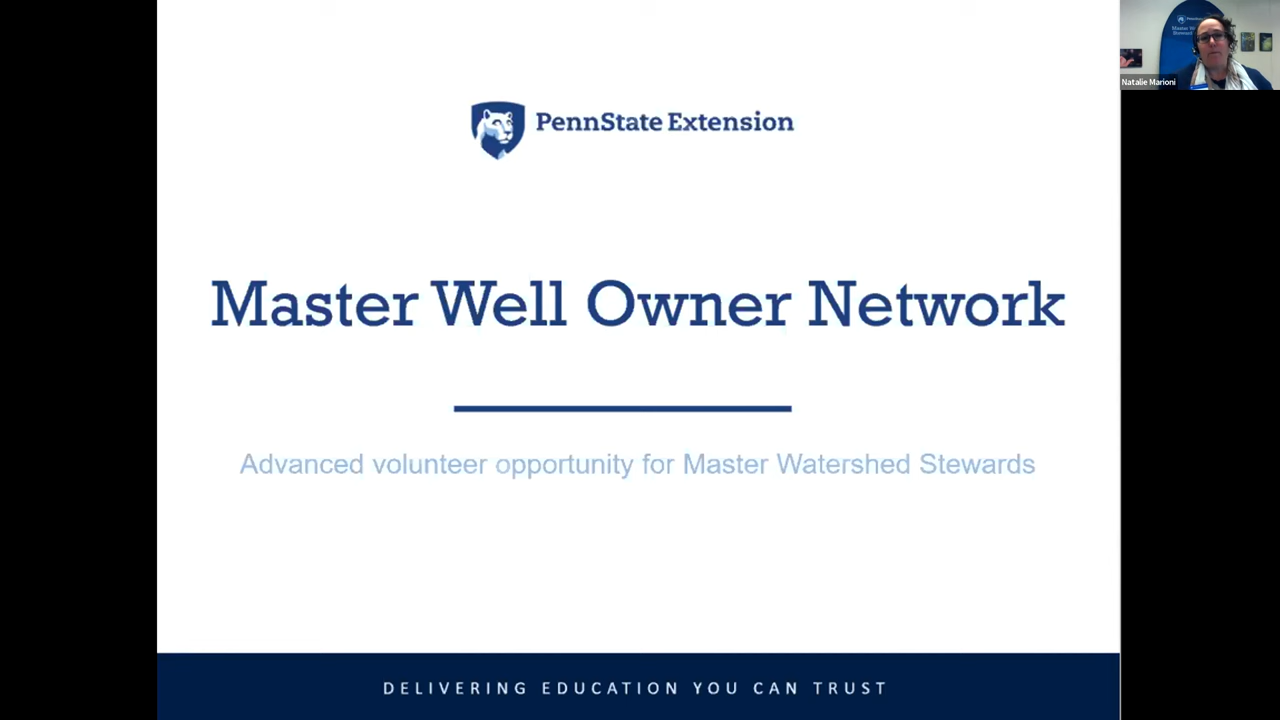 PennState Extension
Master Well Owner Network
Advanced volunteer opportunity for Master Watershed Stewards
DELIVERING EDUCATION YOU CAN TRUST
Natalie Marioni